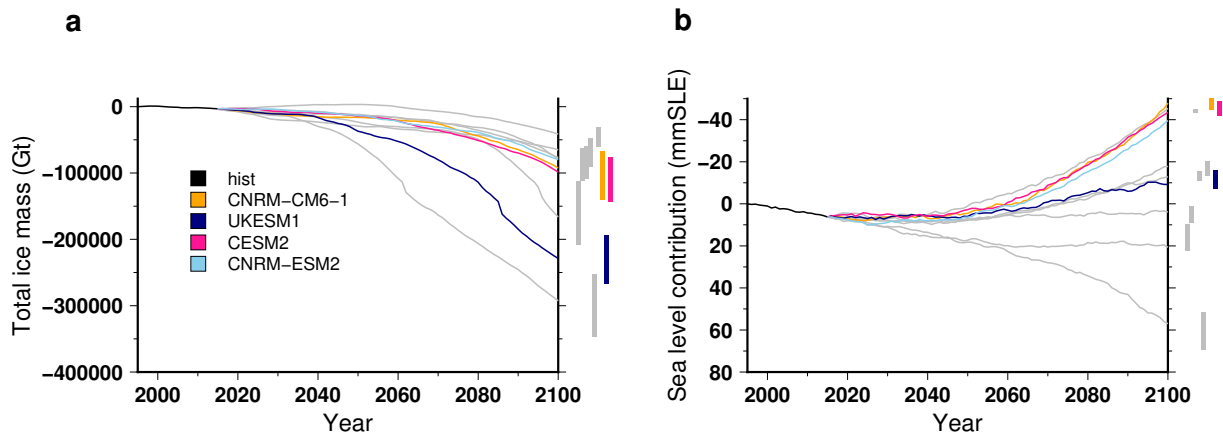 a
0
−100000
−200000
−300000
−400000
Total ice mass (Gt)
hist
CNRM−CM6−1
UKESM1
CESM2
CNRM−ESM2
2000
2020
2040
2060
2080
2100
Year
b
−40
−20
0
20
40
60
80
Sea level contribution (mmSLE)
2000
2020
2040
2060
2080
2100
Year